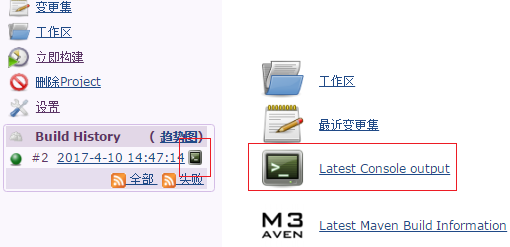 变更集
工作区
立即构建
删除Project
设置
Build History ( 趋势图)
#2 2017-4-10 14:47:14
全部 失败
工作区
最近变更集
Latest Console output
M3 AVEN Latest Maven Build Information